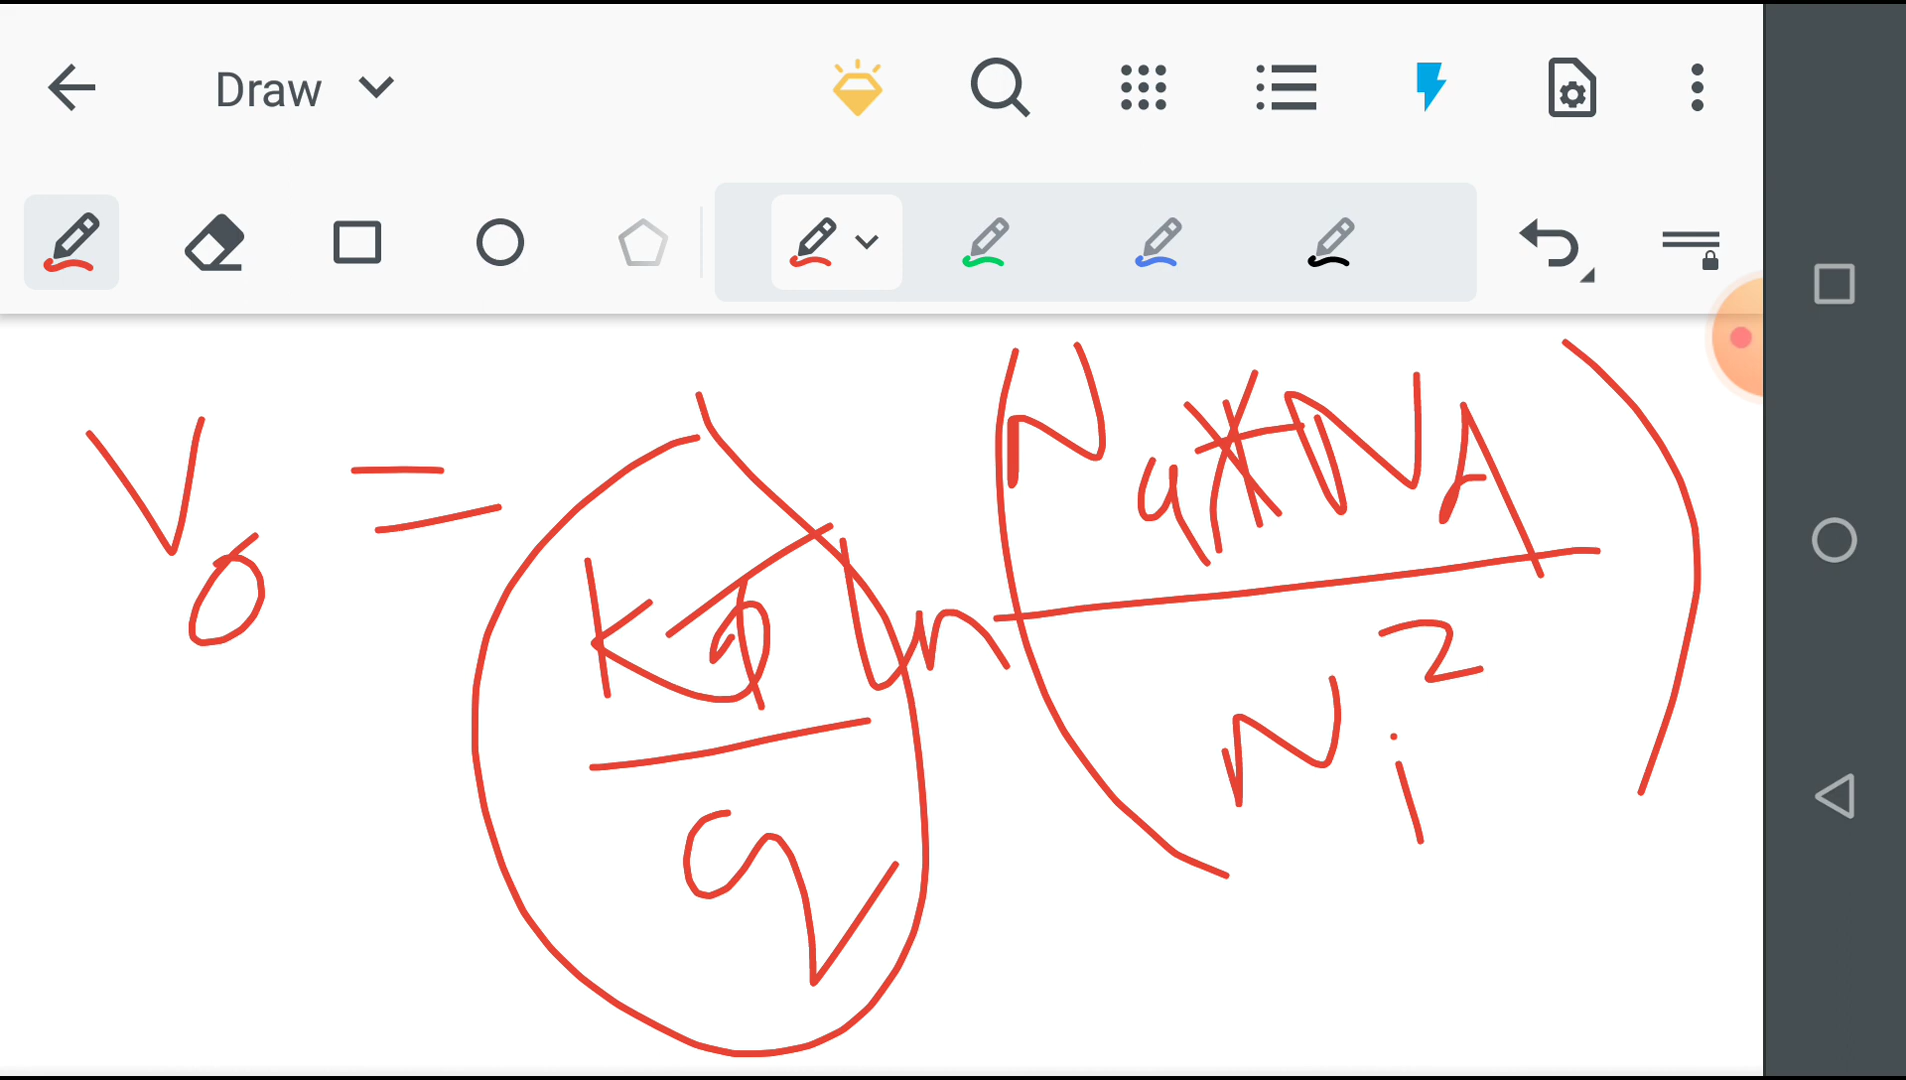 Draw
V₀ = KT/q ln (Nd * NA / Ni²)